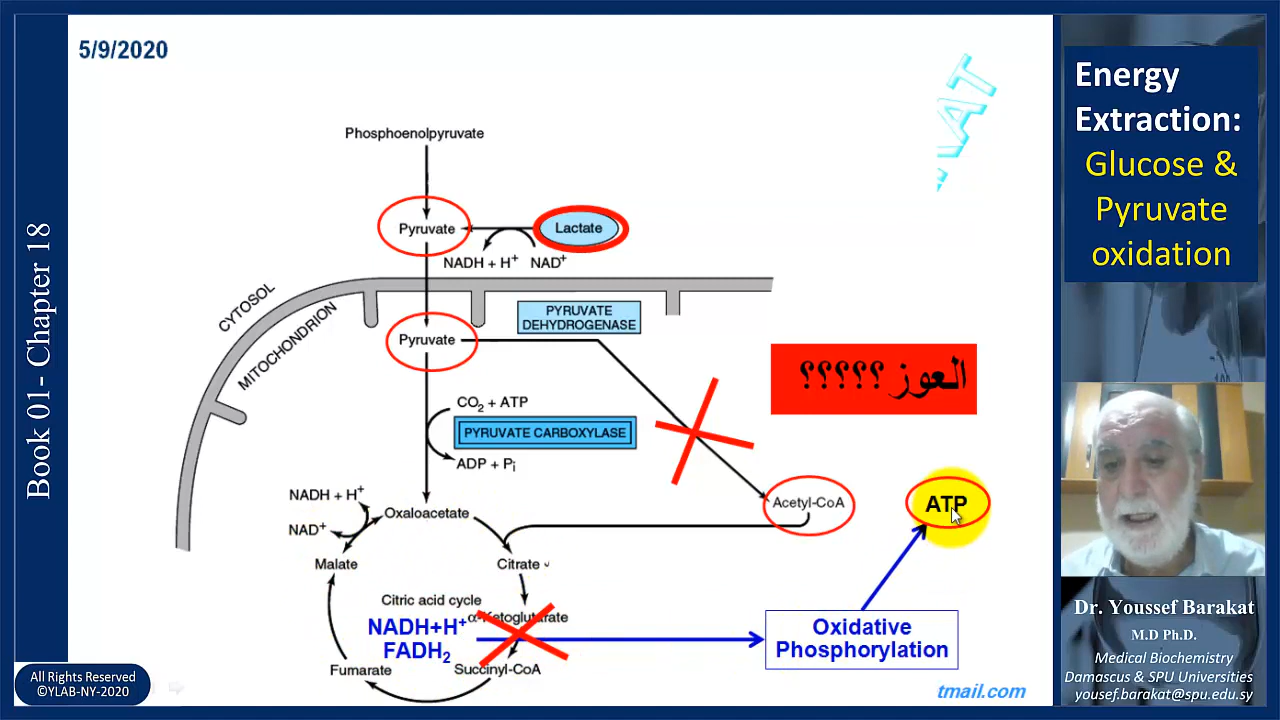 5/9/2020
Energy
Extraction:
Glucose &
Pyruvate
oxidation
Book 01- Chapter 18
Phosphoenolpyruvate
Pyruvate
Lactate
NADH + H+
NAD+
CYTOSOL
MITOCHONDRION
PYRUVATE
DEHYDROGENASE
Pyruvate
العوز ؟؟؟؟؟
CO2 + ATP
PYRUVATE CARBOXYLASE
ADP + Pi
NADH + H+
NAD+
Oxaloacetate
Acetyl-CoA
ATP
Malate
Citrate
Citric acid cycle
α-Ketoglutarate
NADH+H+
FADH2
Oxidative
Phosphorylation
Fumarate
Succinyl-CoA
Dr. Youssef Barakat
M.D Ph.D.
Medical Biochemistry
Damascus & SPU Universities
yousef.barakat@spu.edu.sy
All Rights Reserved
©YLAB-NY-2020
tmail.com